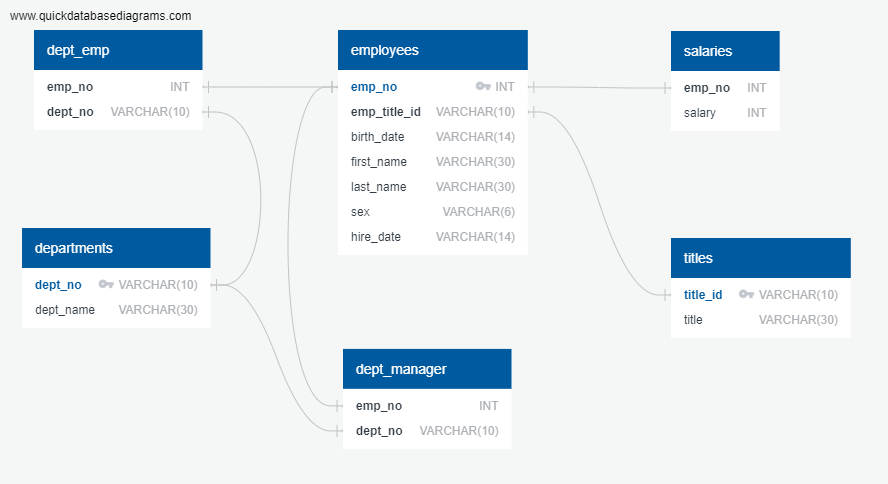 www.quickdatabasediagrams.com
dept_emp
emp_no INT
dept_no VARCHAR(10)
employees
emp_no INT
emp_title_id VARCHAR(10)
birth_date VARCHAR(14)
first_name VARCHAR(30)
last_name VARCHAR(30)
sex VARCHAR(6)
hire_date VARCHAR(14)
salaries
emp_no INT
salary INT
departments
dept_no VARCHAR(10)
dept_name VARCHAR(30)
titles
title_id VARCHAR(10)
title VARCHAR(30)
dept_manager
emp_no INT
dept_no VARCHAR(10)